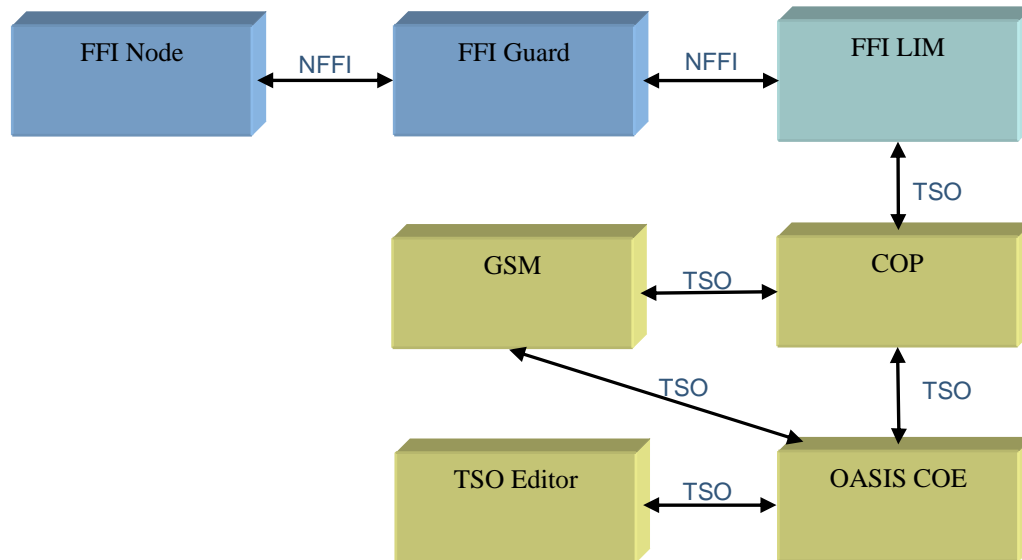 FFI Node
NFFI
FFI Guard
NFFI
FFI LIM
TSO
GSM
TSO
COP
TSO
TSO
TSO Editor
TSO
OASIS COE